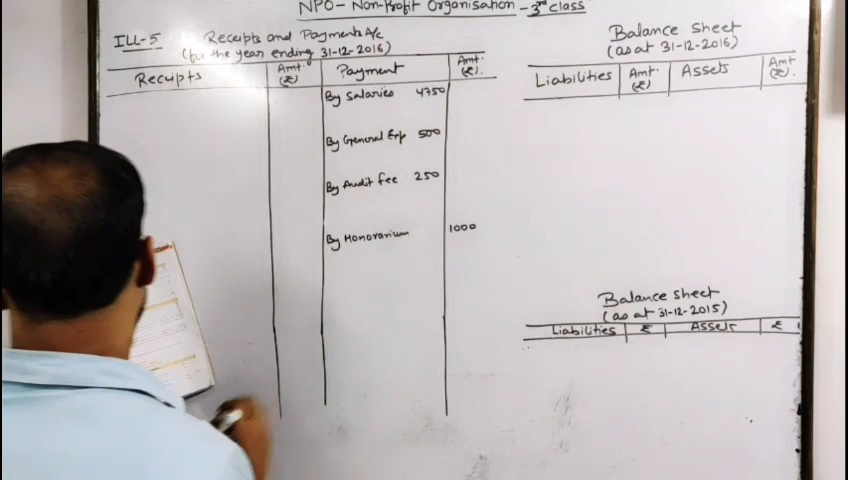 NPO - Non-Profit Organisation - 3rd Class
ILL-5 Receipts and Payments A/c
(for the year ending 31-12-2016)
Receipts Amt. (₹) Payment Amt. (₹).
By Salaries 4750
By General Exp 500
By Audit fee 250
By Honorarium 1000
Balance sheet
(as at 31-12-2016)
Liabilities Amt. (₹) Assets Amt (₹).
Balance sheet
(as at 31-12-2015)
Liabilities ₹ Assets ₹